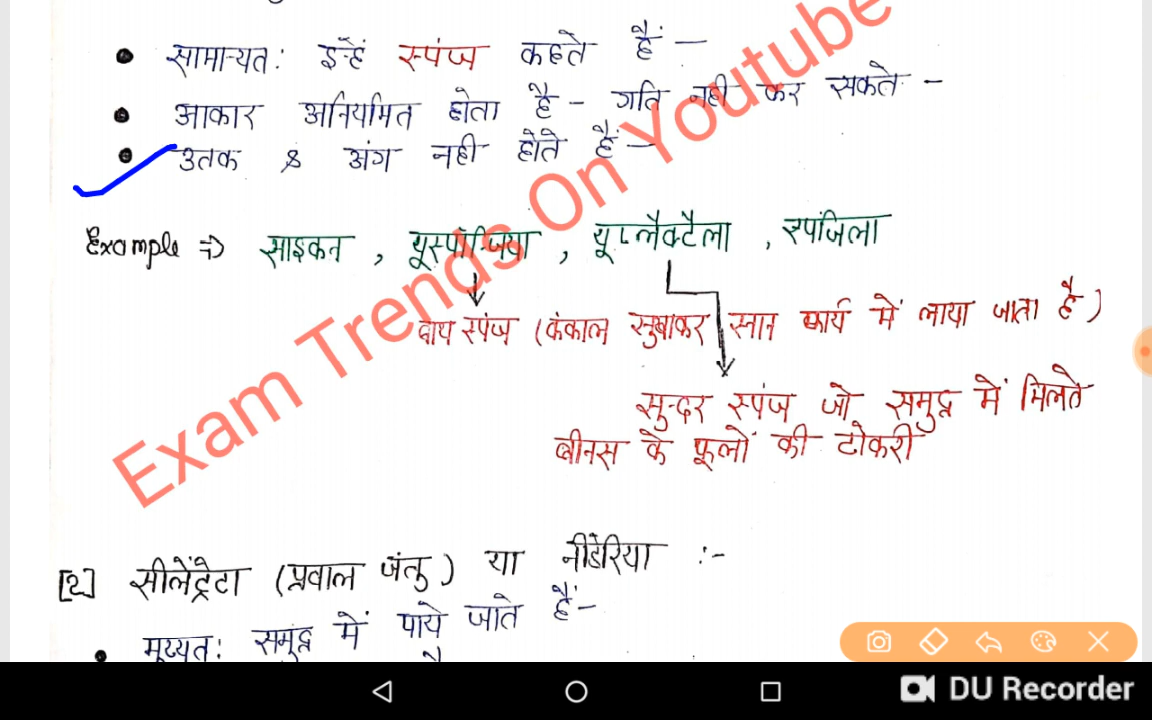 सामान्यत: इन्हें स्पंज कहते हैं –
आकार अनियमित होता है – गति नही कर सकते –
उतक & अंग नही होते हैं –
Example ⇒ साइकन , यूस्पोन्जिया , यूप्लैक्टैला , स्पंजिला
बाथ स्पंज (कंकाल सुखाकर स्नान कार्य में लाया जाता है)
सुन्दर स्पंज जो समुद्र में मिलते
वीनस के फूलों की टोकरी
[2] सीलेंट्रेटा (प्रवाल जंतु) या नीडेरिया :-
मुख्यत: समुद्र में पाये जाते हैं –
Exam Trends On Youtube
DU Recorder